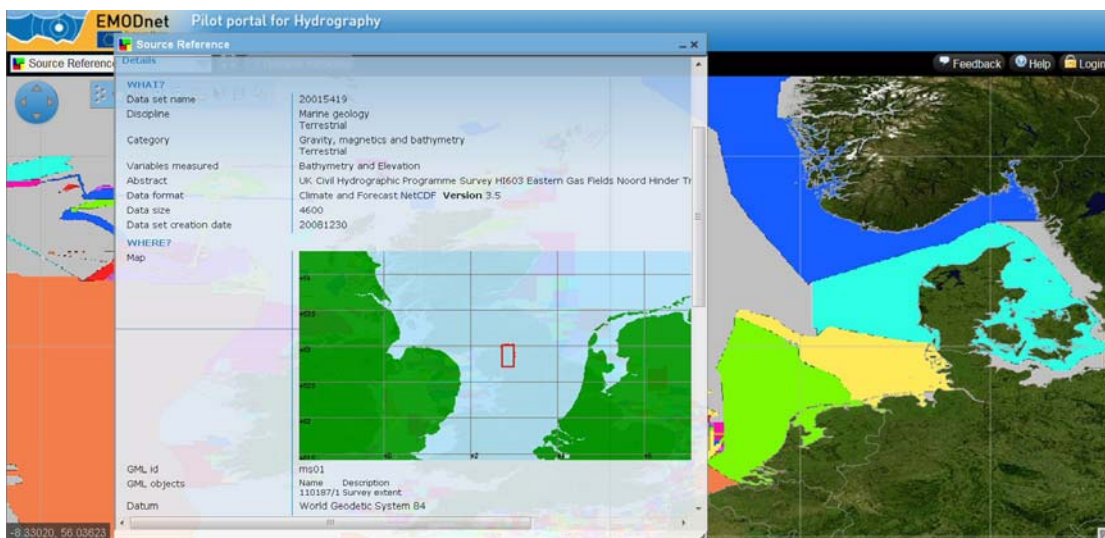 EMODnet Pilot portal for Hydrography
Source Reference
Source Reference
Feedback Help Login
Details
WHAT?
Data set name 20015419
Discipline Marine geology
Terrestrial
Category Gravity, magnetics and bathymetry
Terrestrial
Variables measured Bathymetry and Elevation
Abstract UK Civil Hydrographic Programme Survey HI603 Eastern Gas Fields Noord Hinder Tr
Data format Climate and Forecast NetCDF Version 3.5
Data size 4600
Data set creation date 20081230
WHERE?
Map
GML id ms01
GML objects Name Description
110187/1 Survey extent
Datum World Geodetic System 84
-8.33020, 56.03623